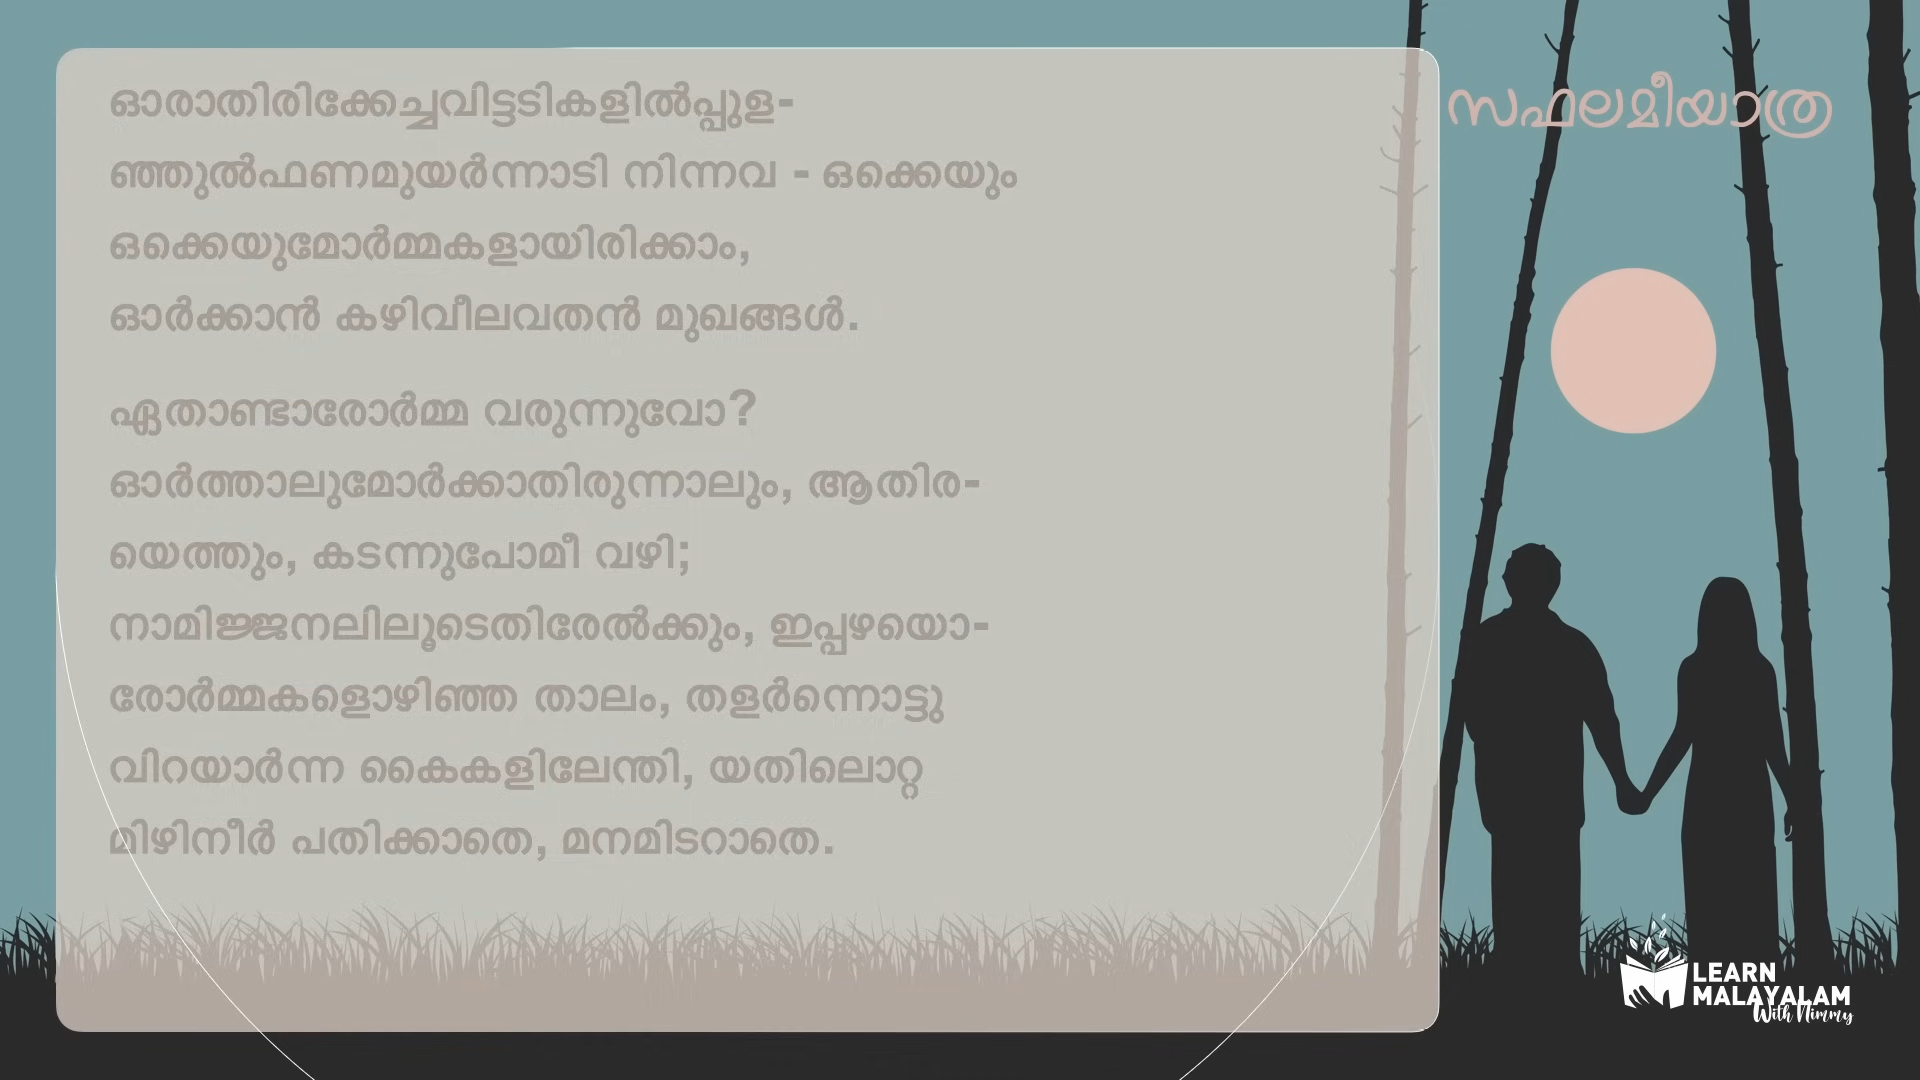 ഓരാതിരിക്കേച്ചവിട്ടടികളിൽപ്പുള-
ഞ്ഞുൽഫണമുയർന്നാടി നിന്നവ - ഒക്കെയും
ഒക്കെയുമോർമ്മകളായിരിക്കാം,
ഓർക്കാൻ കഴിവീലവതൻ മുഖങ്ങൾ.
ഏതാണ്ടാരോർമ്മ വരുന്നുവോ?
ഓർത്താലുമോർക്കാതിരുന്നാലും, ആതിര-
യെത്തും, കടന്നുപോമീ വഴി;
നാമിജ്ജനലിലൂടെതിരേൽക്കും, ഇപ്പഴയൊ-
രോർമ്മകളൊഴിഞ്ഞ താലം, തളർന്നൊട്ടു
വിറയാർന്ന കൈകളിലേന്തി, യതിലൊറ്റ
മിഴിനീർ പതിക്കാതെ, മനമിടറാതെ.
സഫലമീയാത്ര
LEARN
MALAYALAM
With Nimmy